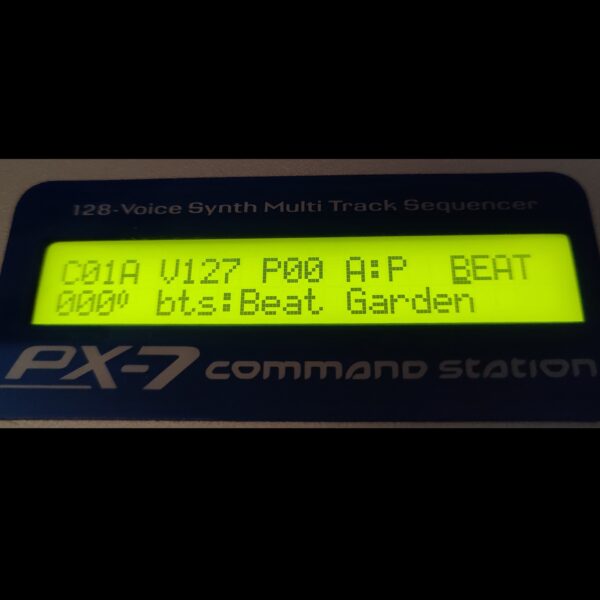 128-Voice Synth Multi Track Sequencer
C01A V127 P00 A:P BEAT
000⁰ bts:Beat Garden
PX-7 command station